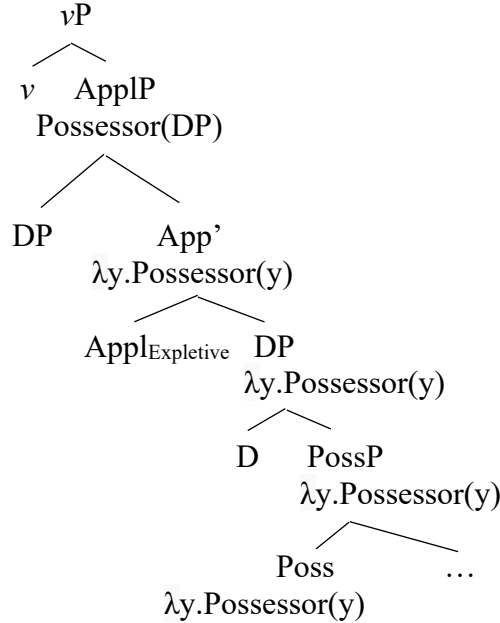 vP
v ApplP
Possessor(DP)
DP App’
λy.Possessor(y)
ApplExpletive DP
λy.Possessor(y)
D PossP
λy.Possessor(y)
Poss …
λy.Possessor(y)